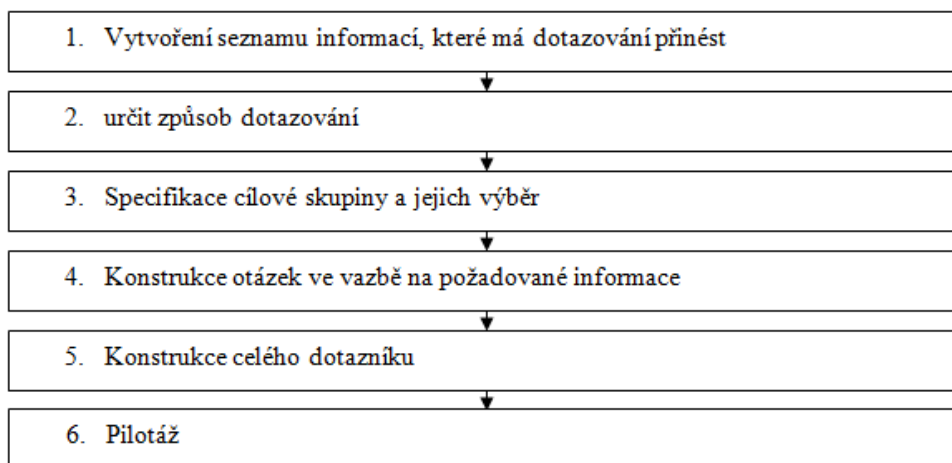 1. Vytvoření seznamu informací, které má dotazování přinést
2. určit způsob dotazování
3. Specifikace cílové skupiny a jejich výběr
4. Konstrukce otázek ve vazbě na požadované informace
5. Konstrukce celého dotazníku
6. Pilotáž